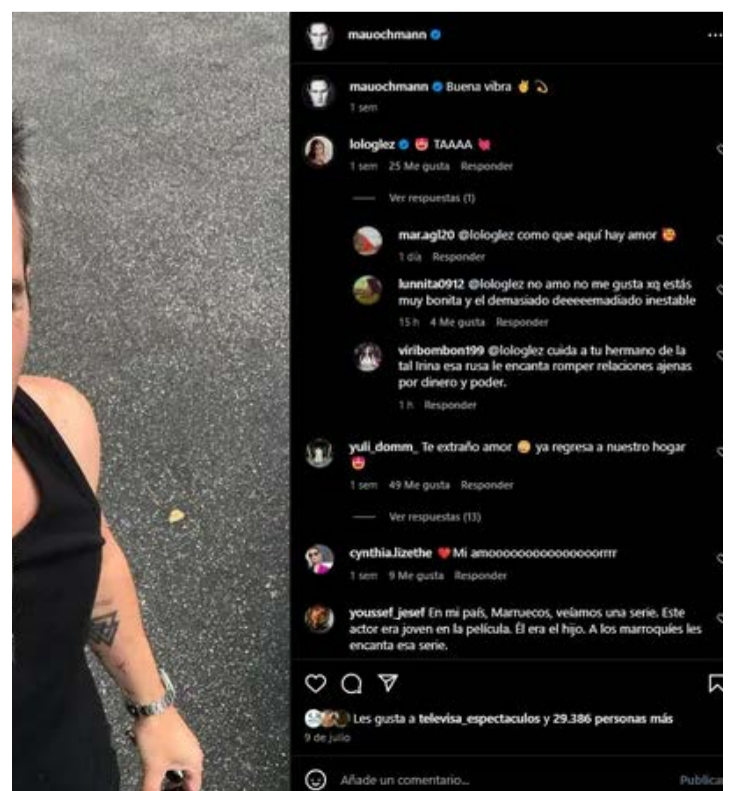 mauochmann
mauochmann Buena vibra ✌️💫
1 sem
lologlez 😍 TAAAA 💘
1 sem 25 Me gusta Responder
Ver respuestas (1)
mar.agl20 @lologlez como que aquí hay amor 🥰
1 día Responder
lunnita0912 @lologlez no amo no me gusta xq estás
muy bonita y el demasiado deeeeemadiado inestable
15 h 4 Me gusta Responder
viribombon199 @lologlez cuida a tu hermano de la
tal Irina esa rusa le encanta romper relaciones ajenas
por dinero y poder.
1 h Responder
yuli_domm_ Te extraño amor 😳 ya regresa a nuestro hogar
😍
1 sem 49 Me gusta Responder
Ver respuestas (13)
cynthia.lizethe ❤️Mi amooooooooooooooorrrr
1 sem 9 Me gusta Responder
youssef_jesef En mi país, Marruecos, veíamos una serie. Este
actor era joven en la película. Él era el hijo. A los marroquíes les
encanta esa serie.
Les gusta a televisa_espectaculos y 29.386 personas más
9 de julio
Añade un comentario...
Publicar